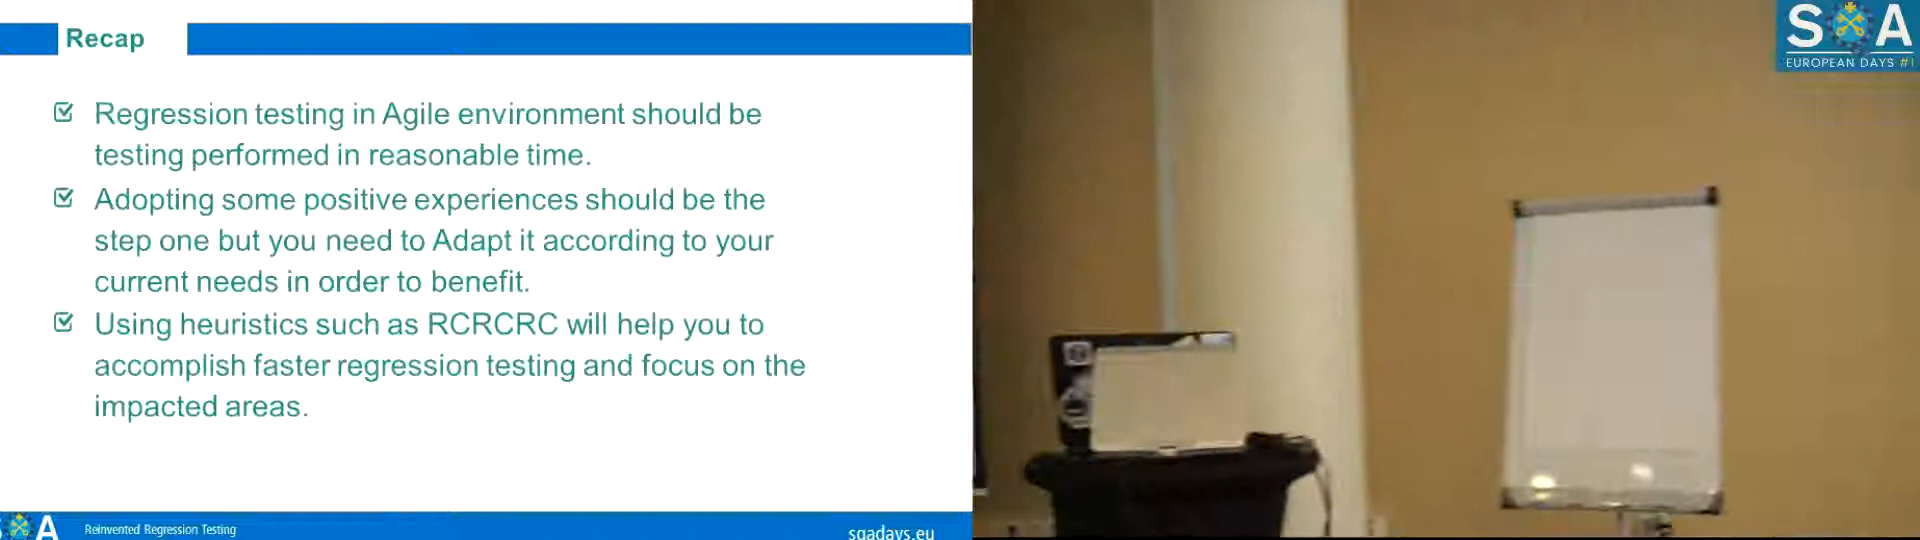 Recap
Regression testing in Agile environment should be
testing performed in reasonable time.
Adopting some positive experiences should be the
step one but you need to Adapt it according to your
current needs in order to benefit.
Using heuristics such as RCRCRC will help you to
accomplish faster regression testing and focus on the
impacted areas.
Reinvented Regression Testing
sqadays.eu
SQA
EUROPEAN DAYS #1